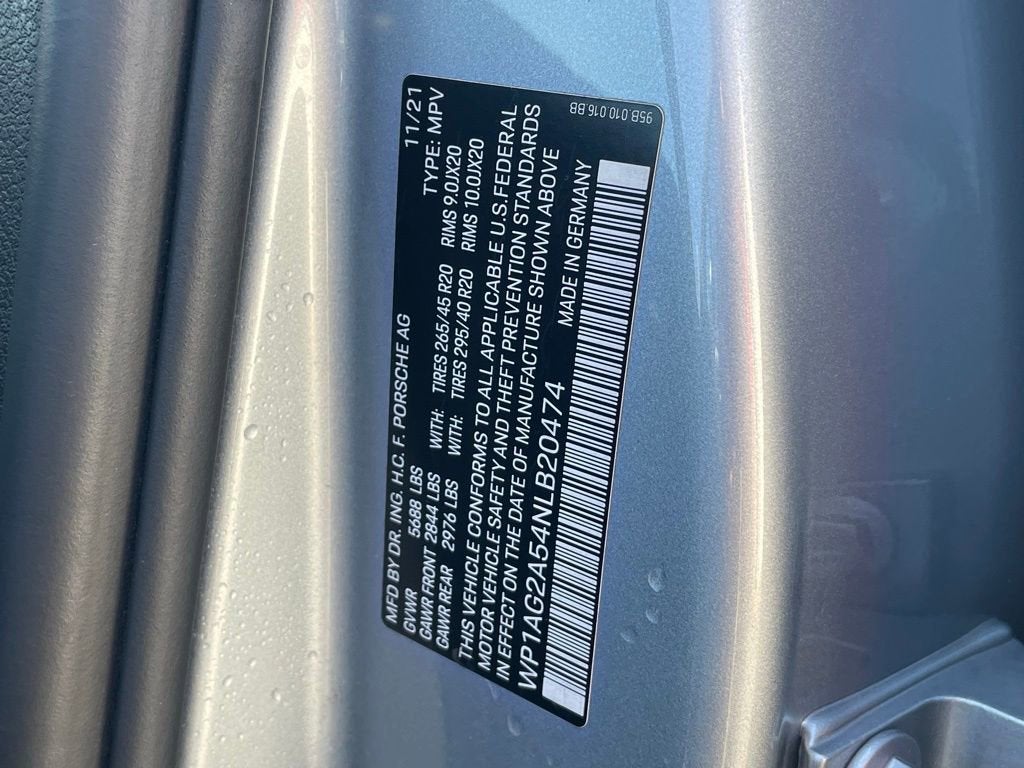 MFD BY DR. ING. H.C. F. PORSCHE AG 11/21
GVWR 5688 LBS TYPE: MPV
GAWR FRONT 2844 LBS WITH: TIRES 265/45 R20 RIMS 9.0JX20
GAWR REAR 2976 LBS WITH: TIRES 295/40 R20 RIMS 10.0JX20
THIS VEHICLE CONFORMS TO ALL APPLICABLE U.S. FEDERAL
MOTOR VEHICLE SAFETY AND THEFT PREVENTION STANDARDS
IN EFFECT ON THE DATE OF MANUFACTURE SHOWN ABOVE
WP1AG2A54NLB20474 MADE IN GERMANY
95B.010.016.BB